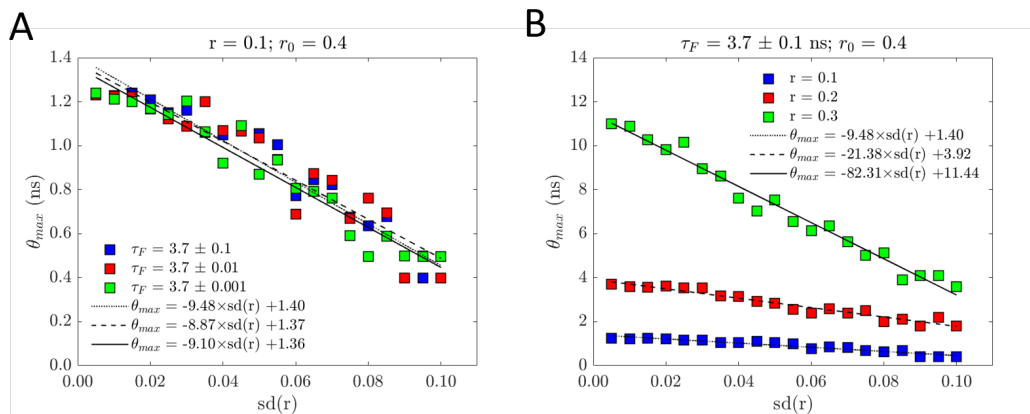 A
r = 0.1; r₀ = 0.4
1.4
1.2
1.0
0.8
0.6
0.4
0.2
0.0
θmax (ns)
τF = 3.7 ± 0.1
τF = 3.7 ± 0.01
τF = 3.7 ± 0.001
θmax = -9.48×sd(r) +1.40
θmax = -8.87×sd(r) +1.37
θmax = -9.10×sd(r) +1.36
0.00 0.02 0.04 0.06 0.08 0.10
sd(r)
B
τF = 3.7 ± 0.1 ns; r₀ = 0.4
14
12
10
8
6
4
2
0
θmax (ns)
r = 0.1
r = 0.2
r = 0.3
θmax = -9.48×sd(r) +1.40
θmax = -21.38×sd(r) +3.92
θmax = -82.31×sd(r) +11.44
0.00 0.02 0.04 0.06 0.08 0.10
sd(r)